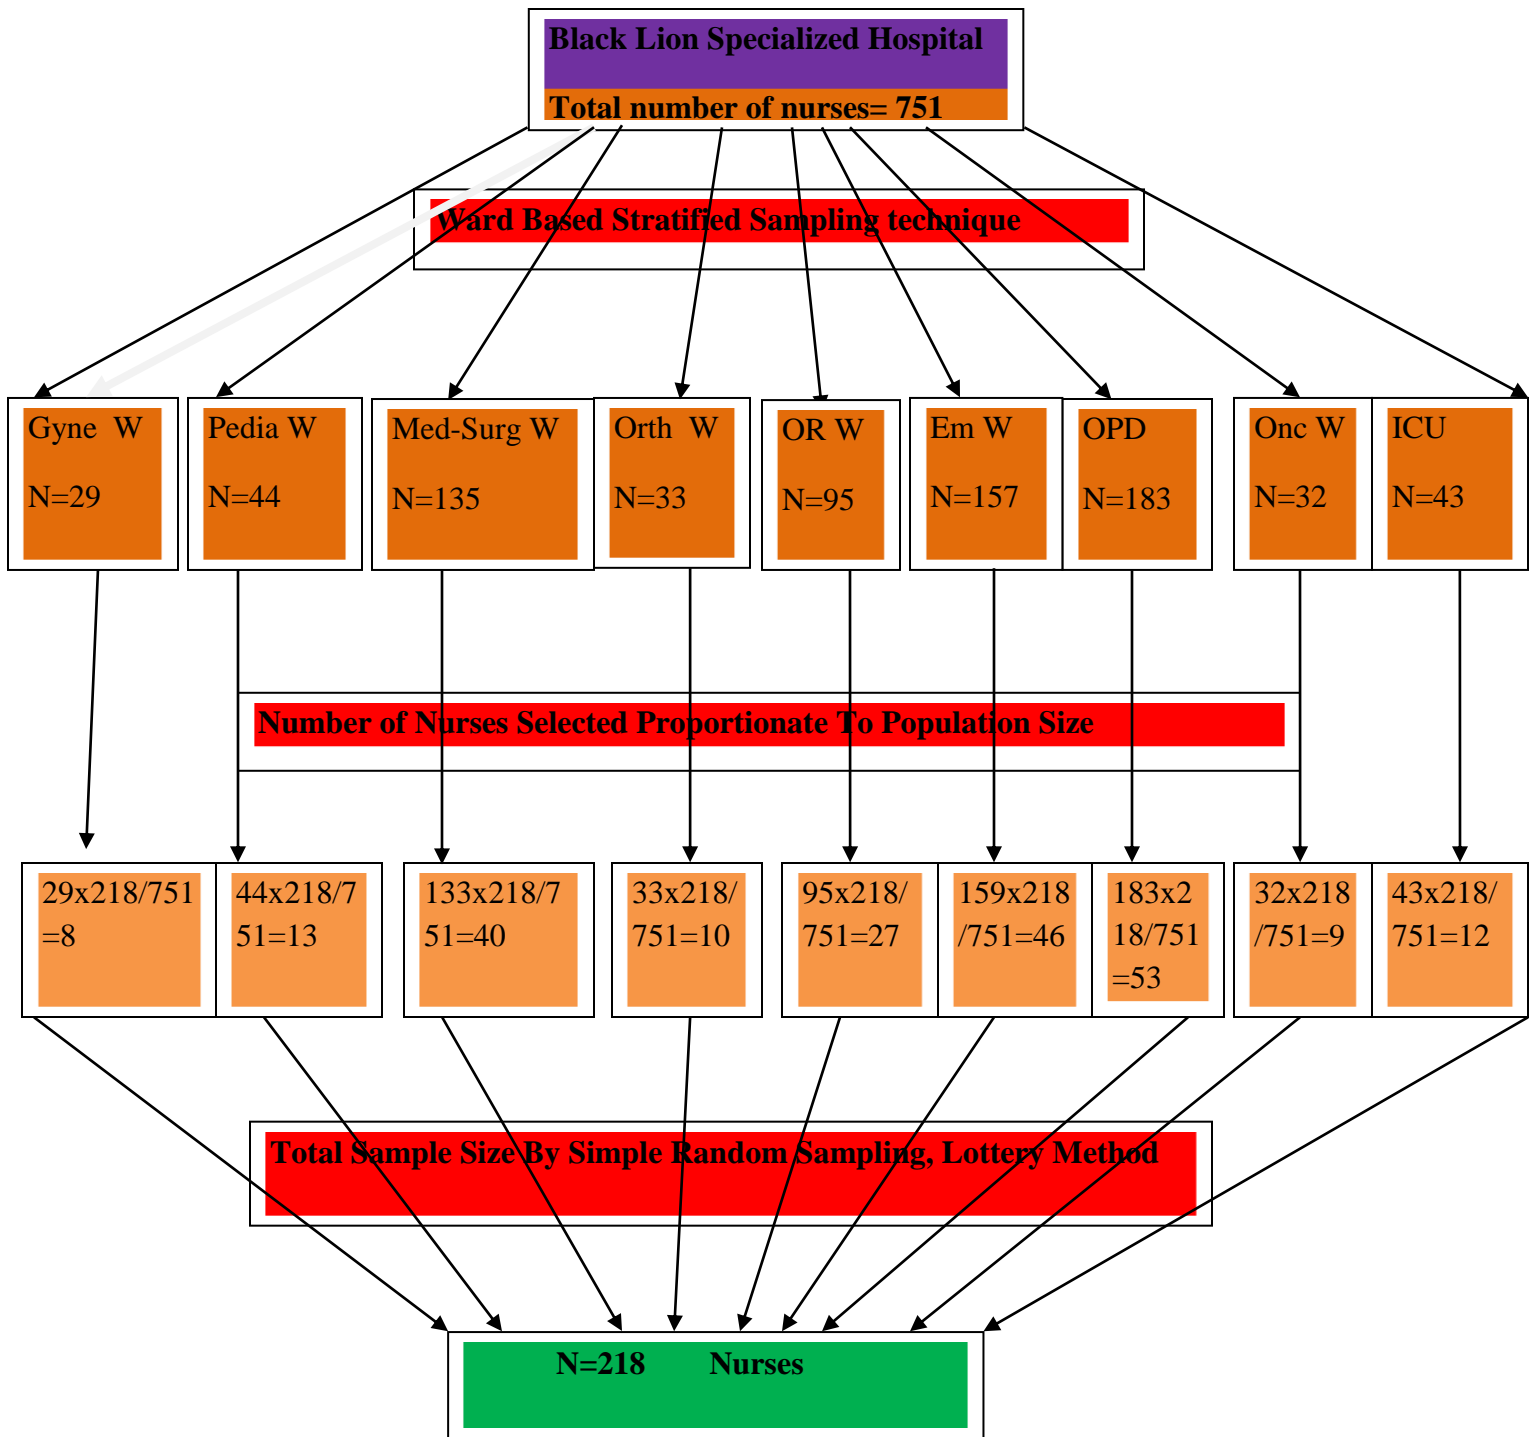 Black Lion Specialized Hospital
Total number of nurses= 751
Ward Based Stratified Sampling technique
Gyne W
N=29
Pedia W
N=44
Med-Surg W
N=135
Orth W
N=33
OR W
N=95
Em W
N=157
OPD
N=183
Onc W
N=32
ICU
N=43
Number of Nurses Selected Proportionate To Population Size
29x218/751
=8
44x218/7
51=13
133x218/7
51=40
33x218/
751=10
95x218/
751=27
159x218
/751=46
183x2
18/751
=53
32x218
/751=9
43x218/
751=12
Total Sample Size By Simple Random Sampling, Lottery Method
N=218 Nurses